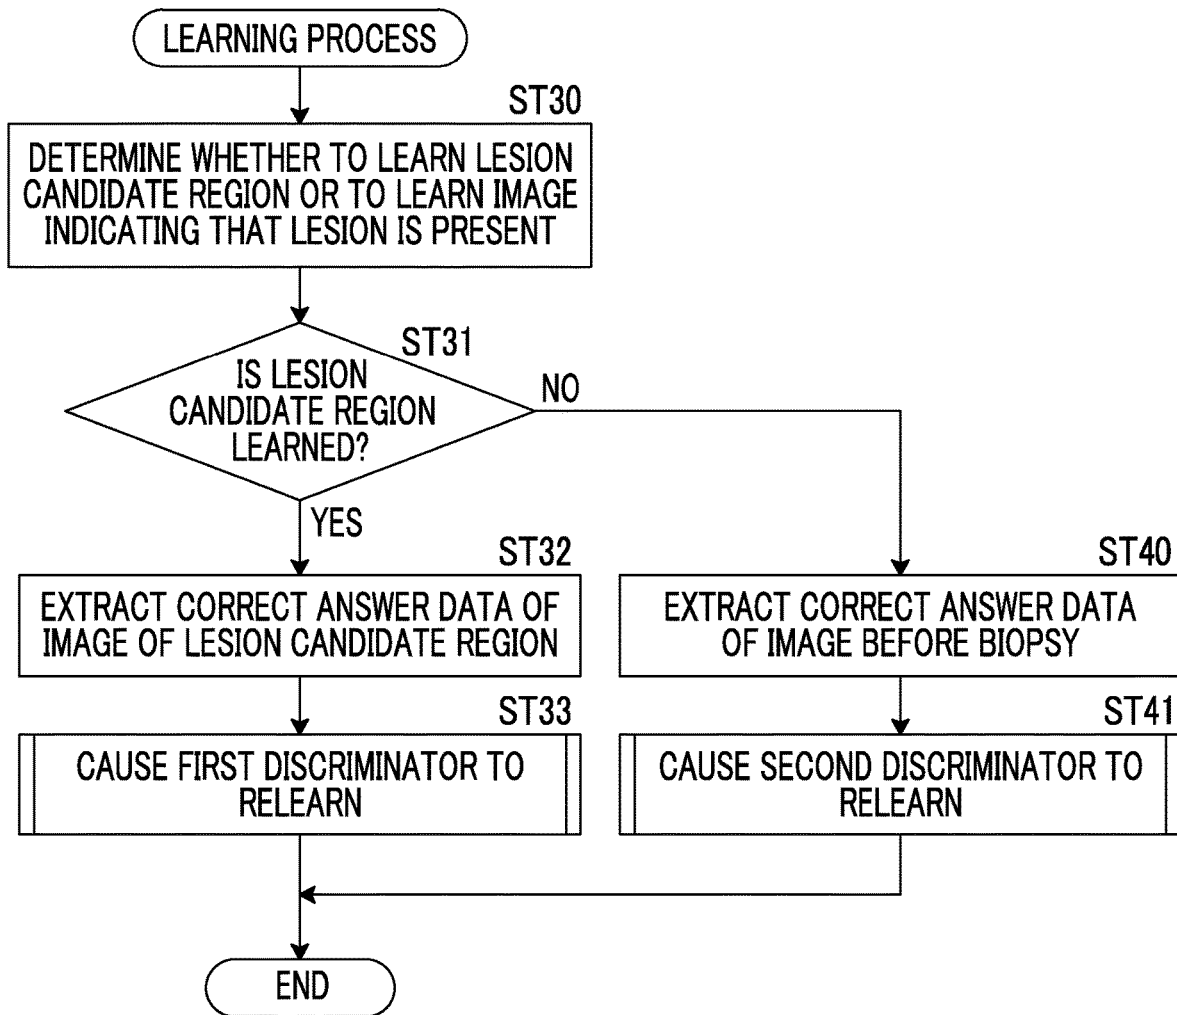 LEARNING PROCESS
ST30
DETERMINE WHETHER TO LEARN LESION
CANDIDATE REGION OR TO LEARN IMAGE
INDICATING THAT LESION IS PRESENT
ST31
IS LESION
CANDIDATE REGION
LEARNED?
NO
YES
ST32
EXTRACT CORRECT ANSWER DATA OF
IMAGE OF LESION CANDIDATE REGION
ST33
CAUSE FIRST DISCRIMINATOR TO
RELEARN
ST40
EXTRACT CORRECT ANSWER DATA
OF IMAGE BEFORE BIOPSY
ST41
CAUSE SECOND DISCRIMINATOR TO
RELEARN
END